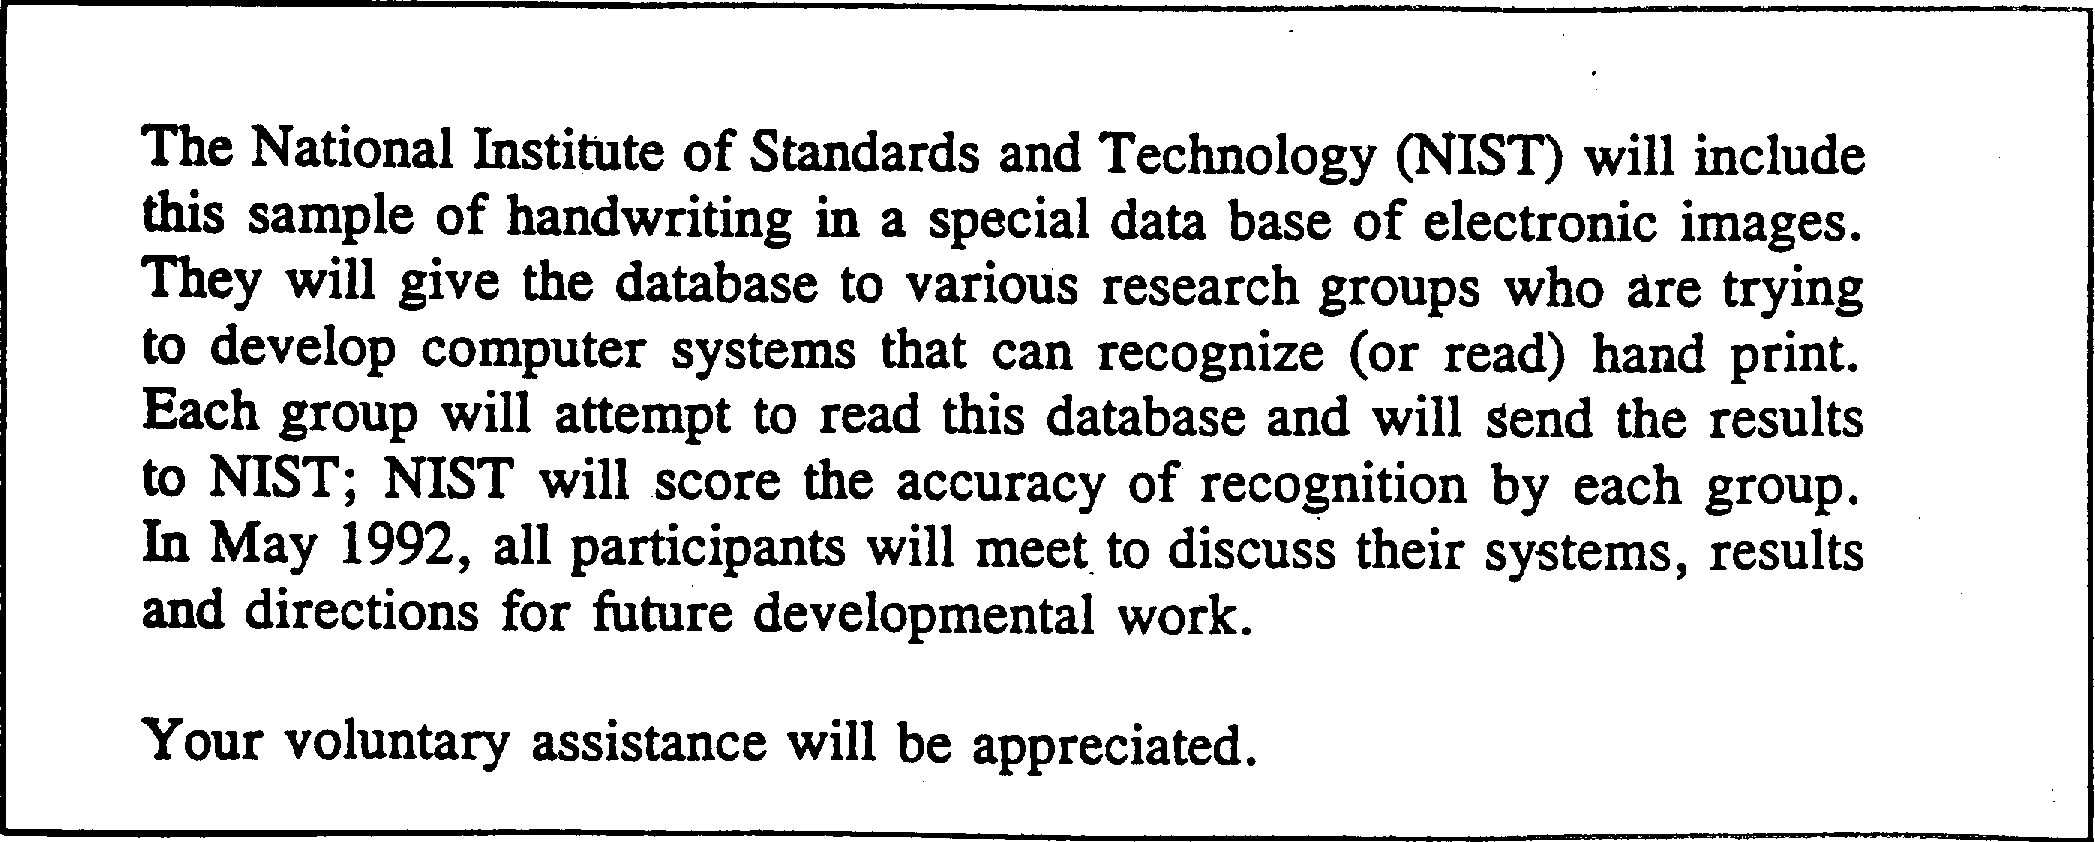 The National Institute of Standards and Technology (NIST) will include
this sample of handwriting in a special data base of electronic images.
They will give the database to various research groups who are trying
to develop computer systems that can recognize (or read) hand print.
Each group will attempt to read this database and will send the results
to NIST; NIST will score the accuracy of recognition by each group.
In May 1992, all participants will meet to discuss their systems, results
and directions for future developmental work.
Your voluntary assistance will be appreciated.